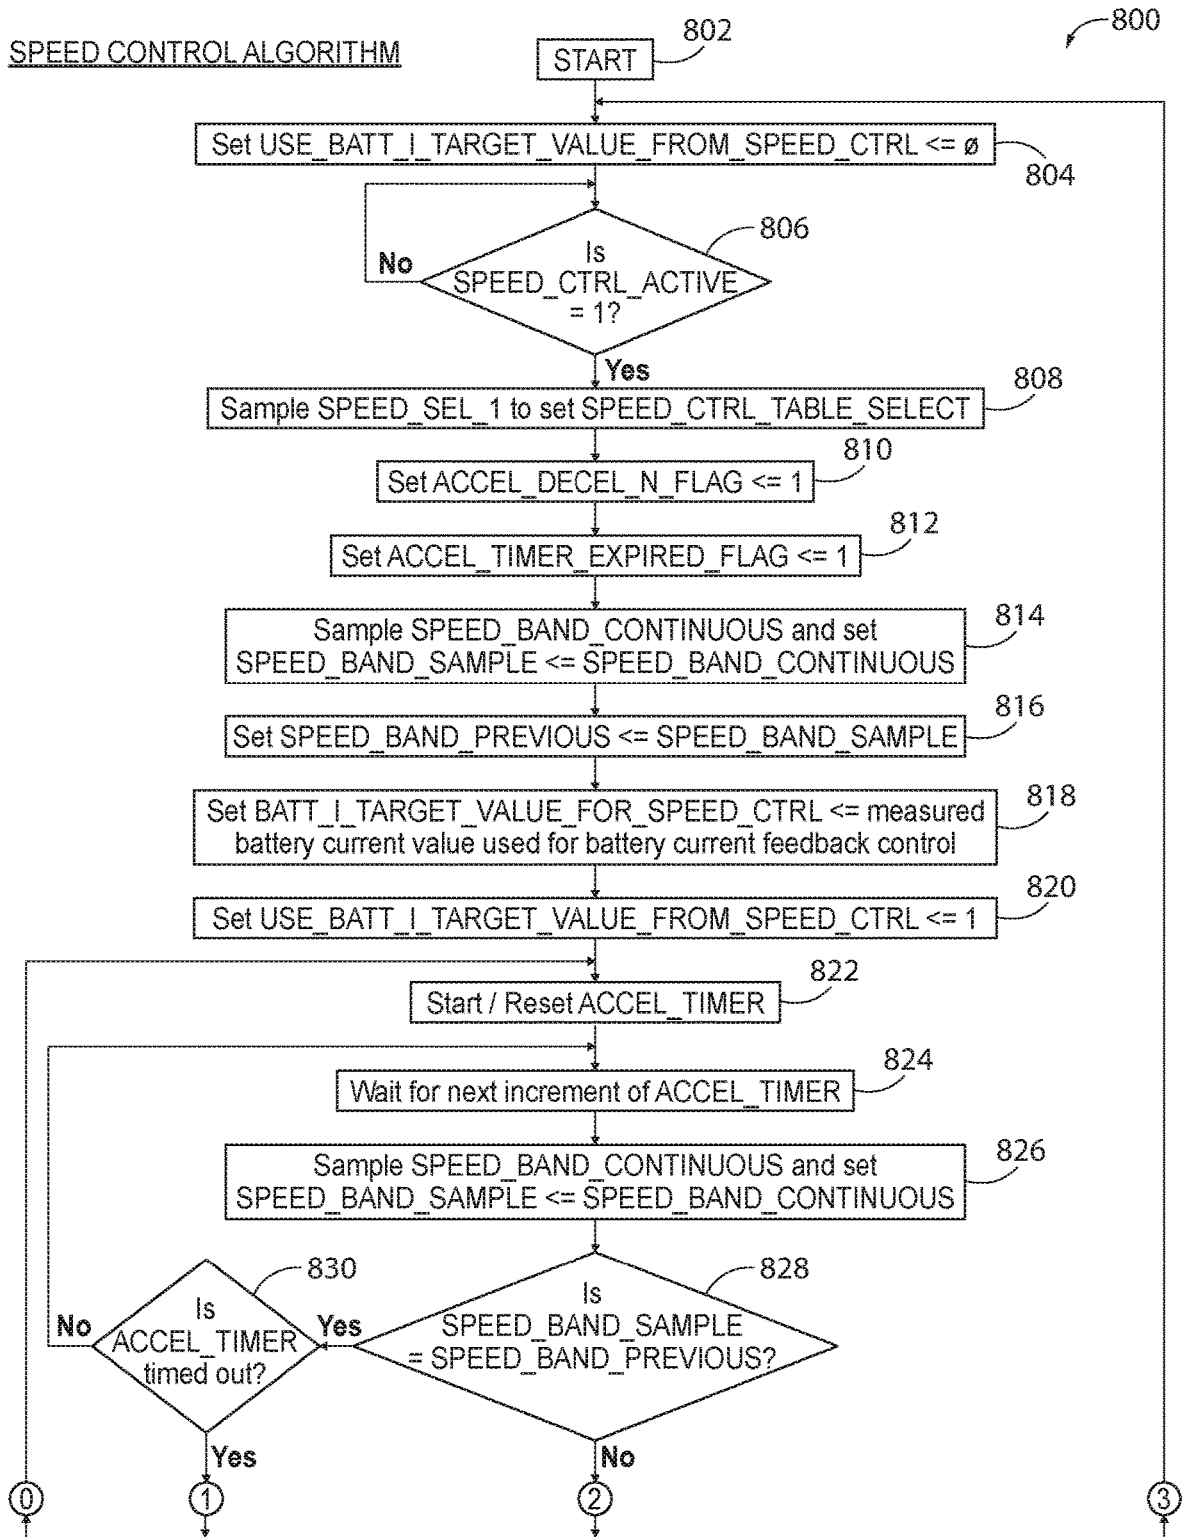 800
802
SPEED CONTROL ALGORITHM
START
Set USE_BATT_I_TARGET_VALUE_FROM_SPEED_CTRL <= ø
804
806
Is
No
SPEED_CTRL_ACTIVE
= 1?
Yes
808
Sample SPEED_SEL_1 to set SPEED_CTRL_TABLE_SELECT
810
Set ACCEL_DECEL_N_FLAG <= 1
812
Set ACCEL_TIMER_EXPIRED_FLAG <= 1
814
Sample SPEED_BAND_CONTINUOUS and set
SPEED_BAND_SAMPLE <= SPEED_BAND_CONTINUOUS
816
Set SPEED_BAND_PREVIOUS <= SPEED_BAND_SAMPLE
818
Set BATT_I_TARGET_VALUE_FOR_SPEED_CTRL <= measured
battery current value used for battery current feedback control
820
Set USE_BATT_I_TARGET_VALUE_FROM_SPEED_CTRL <= 1
822
Start / Reset ACCEL_TIMER
824
Wait for next increment of ACCEL_TIMER
826
Sample SPEED_BAND_CONTINUOUS and set
SPEED_BAND_SAMPLE <= SPEED_BAND_CONTINUOUS
830
828
Is
ACCEL_TIMER
timed out?
No
Yes
Is
SPEED_BAND_SAMPLE
= SPEED_BAND_PREVIOUS?
Yes
No
0
1
2
3